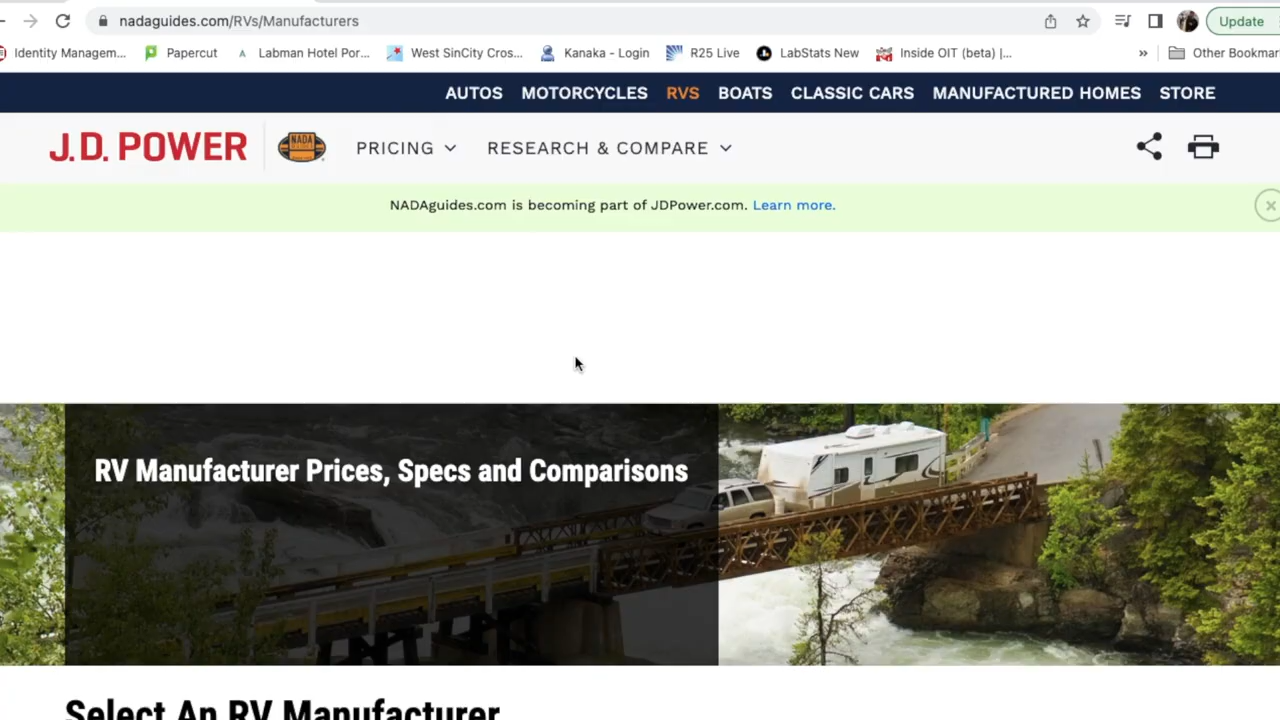 nadaguides.com/RVs/Manufacturers
Update
Identity Managem... Papercut Labman Hotel Por... West SinCity Cros... Kanaka - Login R25 Live LabStats New Inside OIT (beta) |... » Other Bookmar
AUTOS MOTORCYCLES RVS BOATS CLASSIC CARS MANUFACTURED HOMES STORE
J.D. POWER NADA PRICING RESEARCH & COMPARE
NADAguides.com is becoming part of JDPower.com. Learn more.
RV Manufacturer Prices, Specs and Comparisons
Select An RV Manufacturer